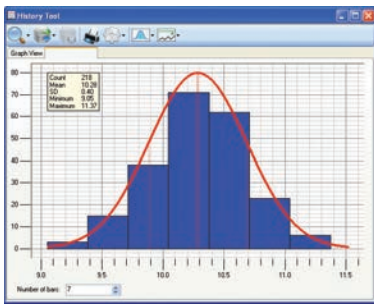 History Tool
Graph View
Count 218
Mean 10.28
SD 0.40
Minimum 9.05
Maximum 11.37
80
70
60
50
40
30
20
10
0
9.0 9.5 10.0 10.5 11.0 11.5
Number of bars: 7